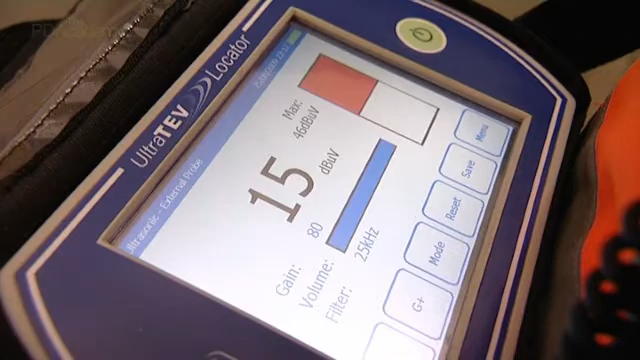 UltraTEV Locator
Ultrasonic - External Probe
Max:
46dBuV
15 dBuV
Gain: 80
Volume:
Filter: 25kHz
Menu
Save
Reset
Mode
G+